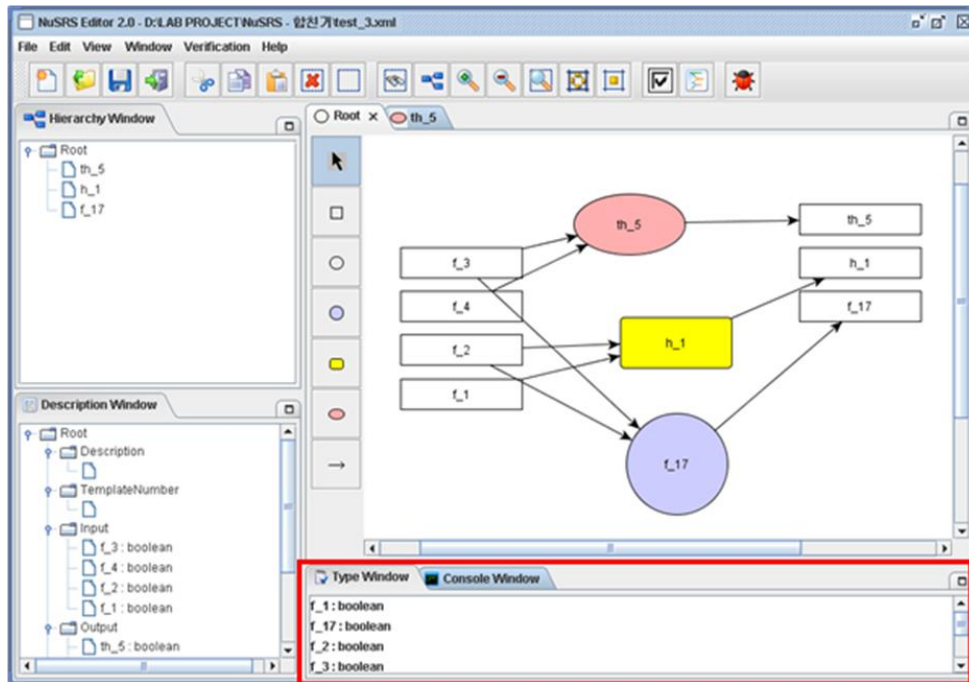 NuSRS Editor 2.0 - D:\LAB PROJECT\NuSRS - 합친거\test_3.xml
File Edit View Window Verification Help
Hierarchy Window
Root
th_5
h_1
f_17
Root
th_5
th_5
th_5
f_3
h_1
f_4
f_17
f_2
h_1
f_1
f_17
Description Window
Root
Description
TemplateNumber
Input
f_3 : boolean
f_4 : boolean
f_2 : boolean
f_1 : boolean
Output
th_5 : boolean
Type Window
Console Window
f_1 : boolean
f_17 : boolean
f_2 : boolean
f_3 : boolean